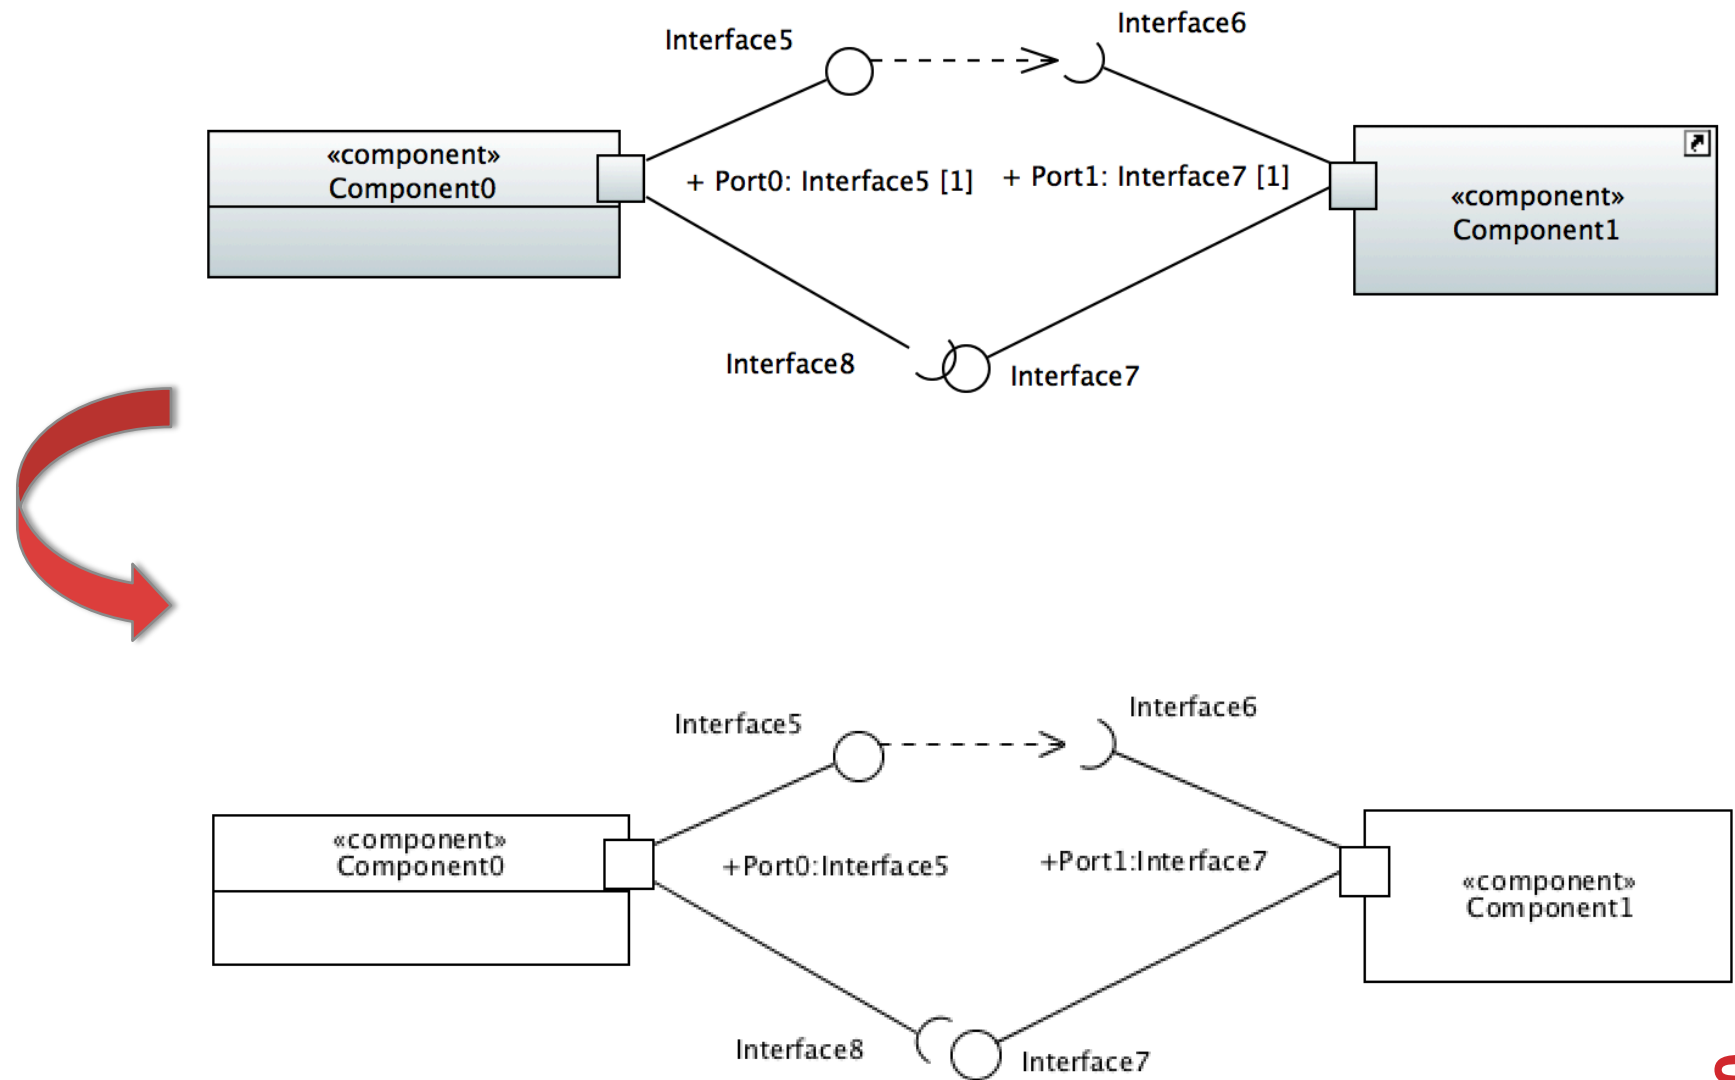 Interface5
Interface6
«component»
Component0
+ Port0: Interface5 [1]
+ Port1: Interface7 [1]
«component»
Component1
Interface8
Interface7
Interface5
Interface6
«component»
Component0
+Port0:Interface5
+Port1:Interface7
«component»
Component1
Interface8
Interface7